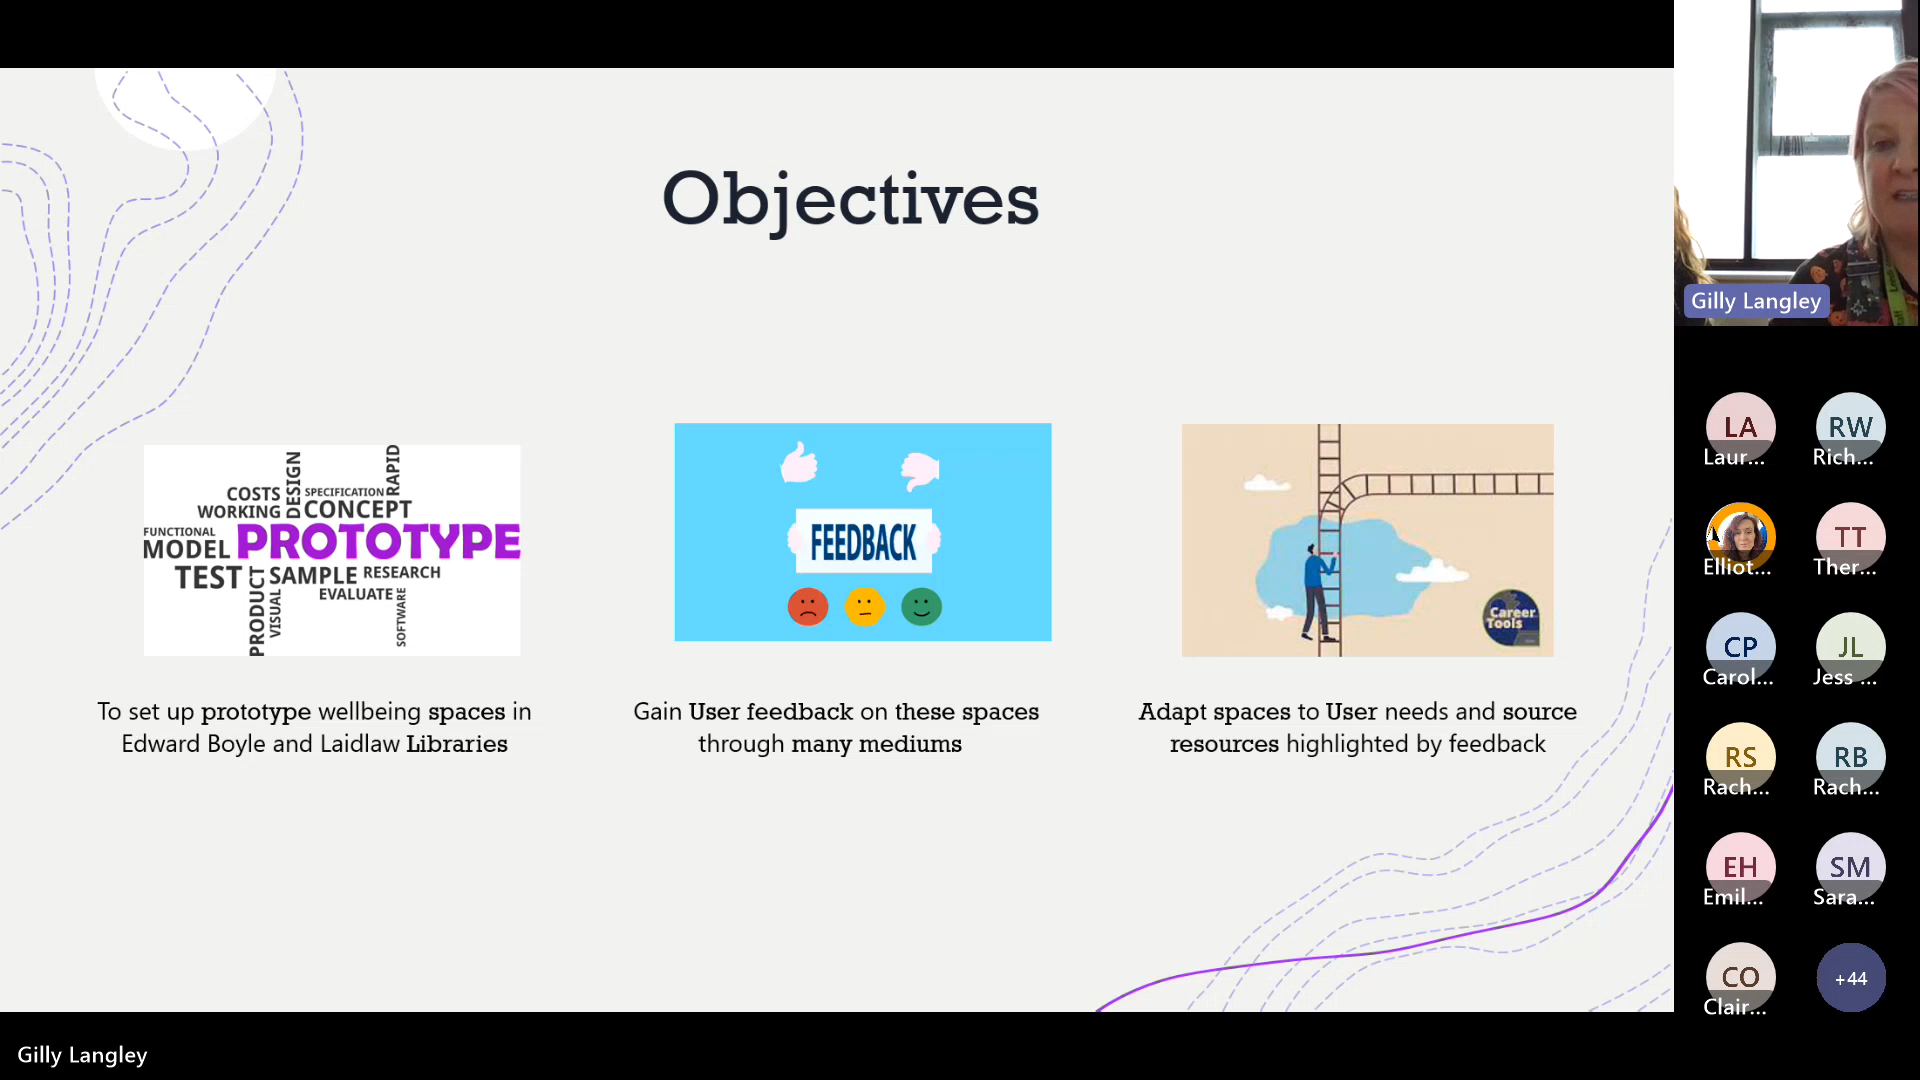 Objectives
RAPID
DESIGN
COSTS
SPECIFICATION
WORKING
CONCEPT
FUNCTIONAL
PROTOTYPE
MODEL
TEST
SAMPLE
RESEARCH
EVALUATE
PRODUCT
VISUAL
SOFTWARE
To set up prototype wellbeing spaces in
Edward Boyle and Laidlaw Libraries
FEEDBACK
Gain User feedback on these spaces
through many mediums
Career
Tools
Adapt spaces to User needs and source
resources highlighted by feedback
Gilly Langley
LA
Laur...
RW
Rich...
Elliot...
TT
Ther...
CP
Carol...
JL
Jess ...
RS
Rach...
RB
Rach...
EH
Emil...
SM
Sara...
CO
Clair...
+44
Gilly Langley